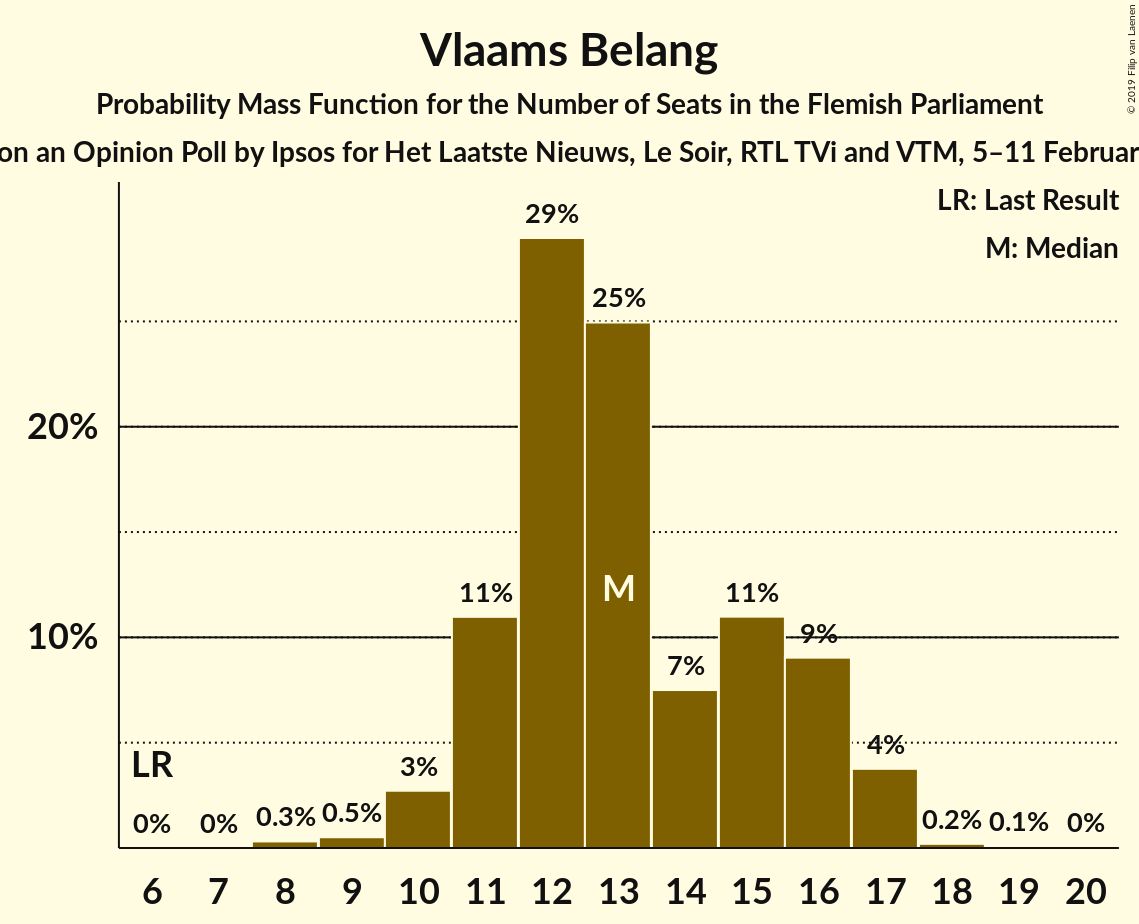 Vlaams Belang
Probability Mass Function for the Number of Seats in the Flemish Parliament
on an Opinion Poll by Ipsos for Het Laatste Nieuws, Le Soir, RTL TVi and VTM, 5–11 Februar
© 2019 Filip van Laenen
LR: Last Result
M: Median
29%
25%
20%
11%
M
11%
10%
9%
7%
LR
3%
4%
0%
0%
0.3%
0.5%
0.2%
0.1%
0%
6 7 8 9 10 11 12 13 14 15 16 17 18 19 20